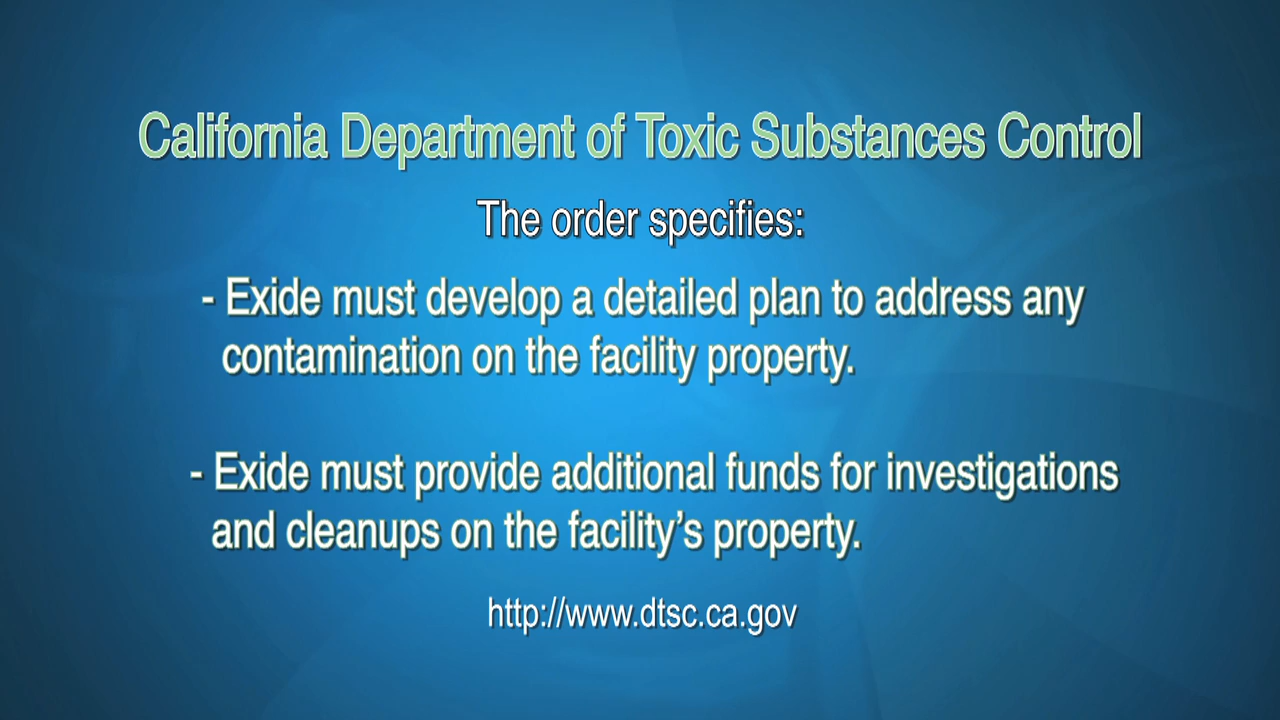 California Department of Toxic Substances Control
The order specifies:
- Exide must develop a detailed plan to address any
contamination on the facility property.
- Exide must provide additional funds for investigations
and cleanups on the facility’s property.
http://www.dtsc.ca.gov